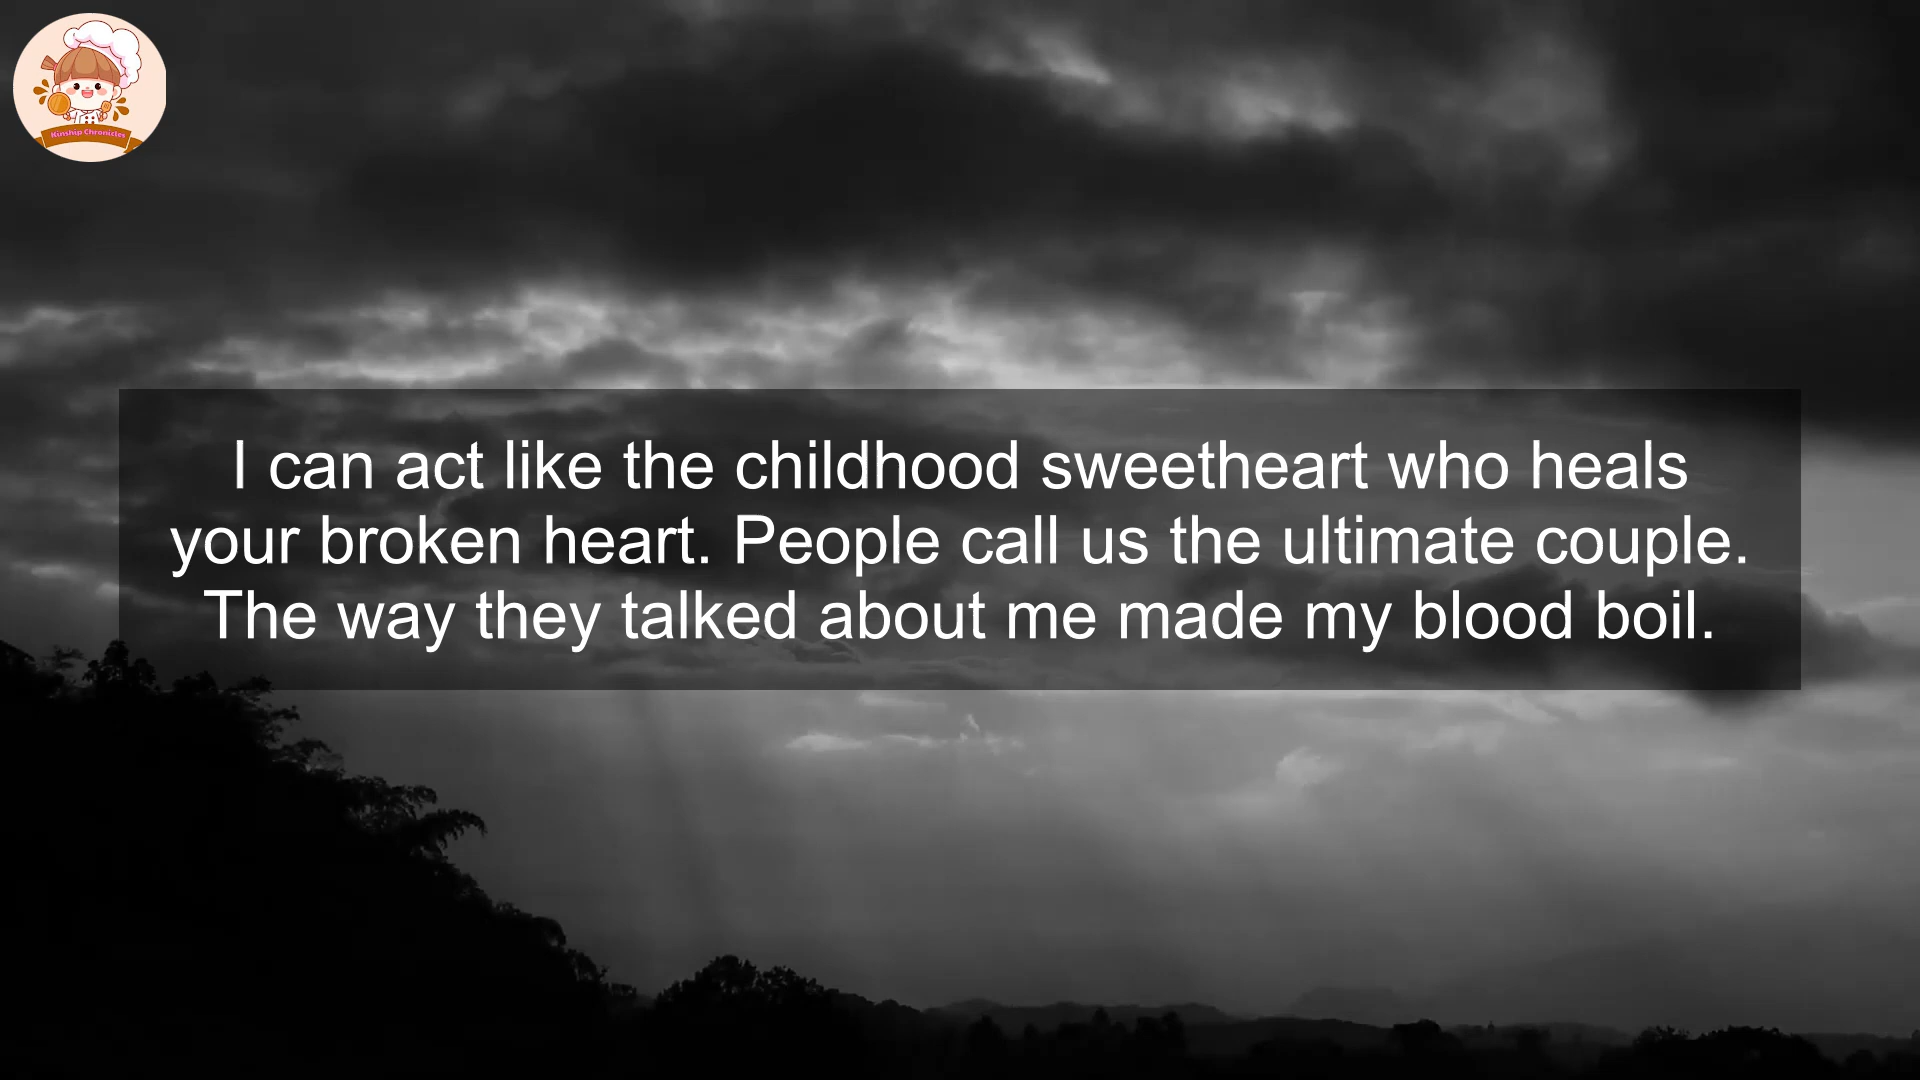 Kinship Chronicles
I can act like the childhood sweetheart who heals
your broken heart. People call us the ultimate couple.
The way they talked about me made my blood boil.